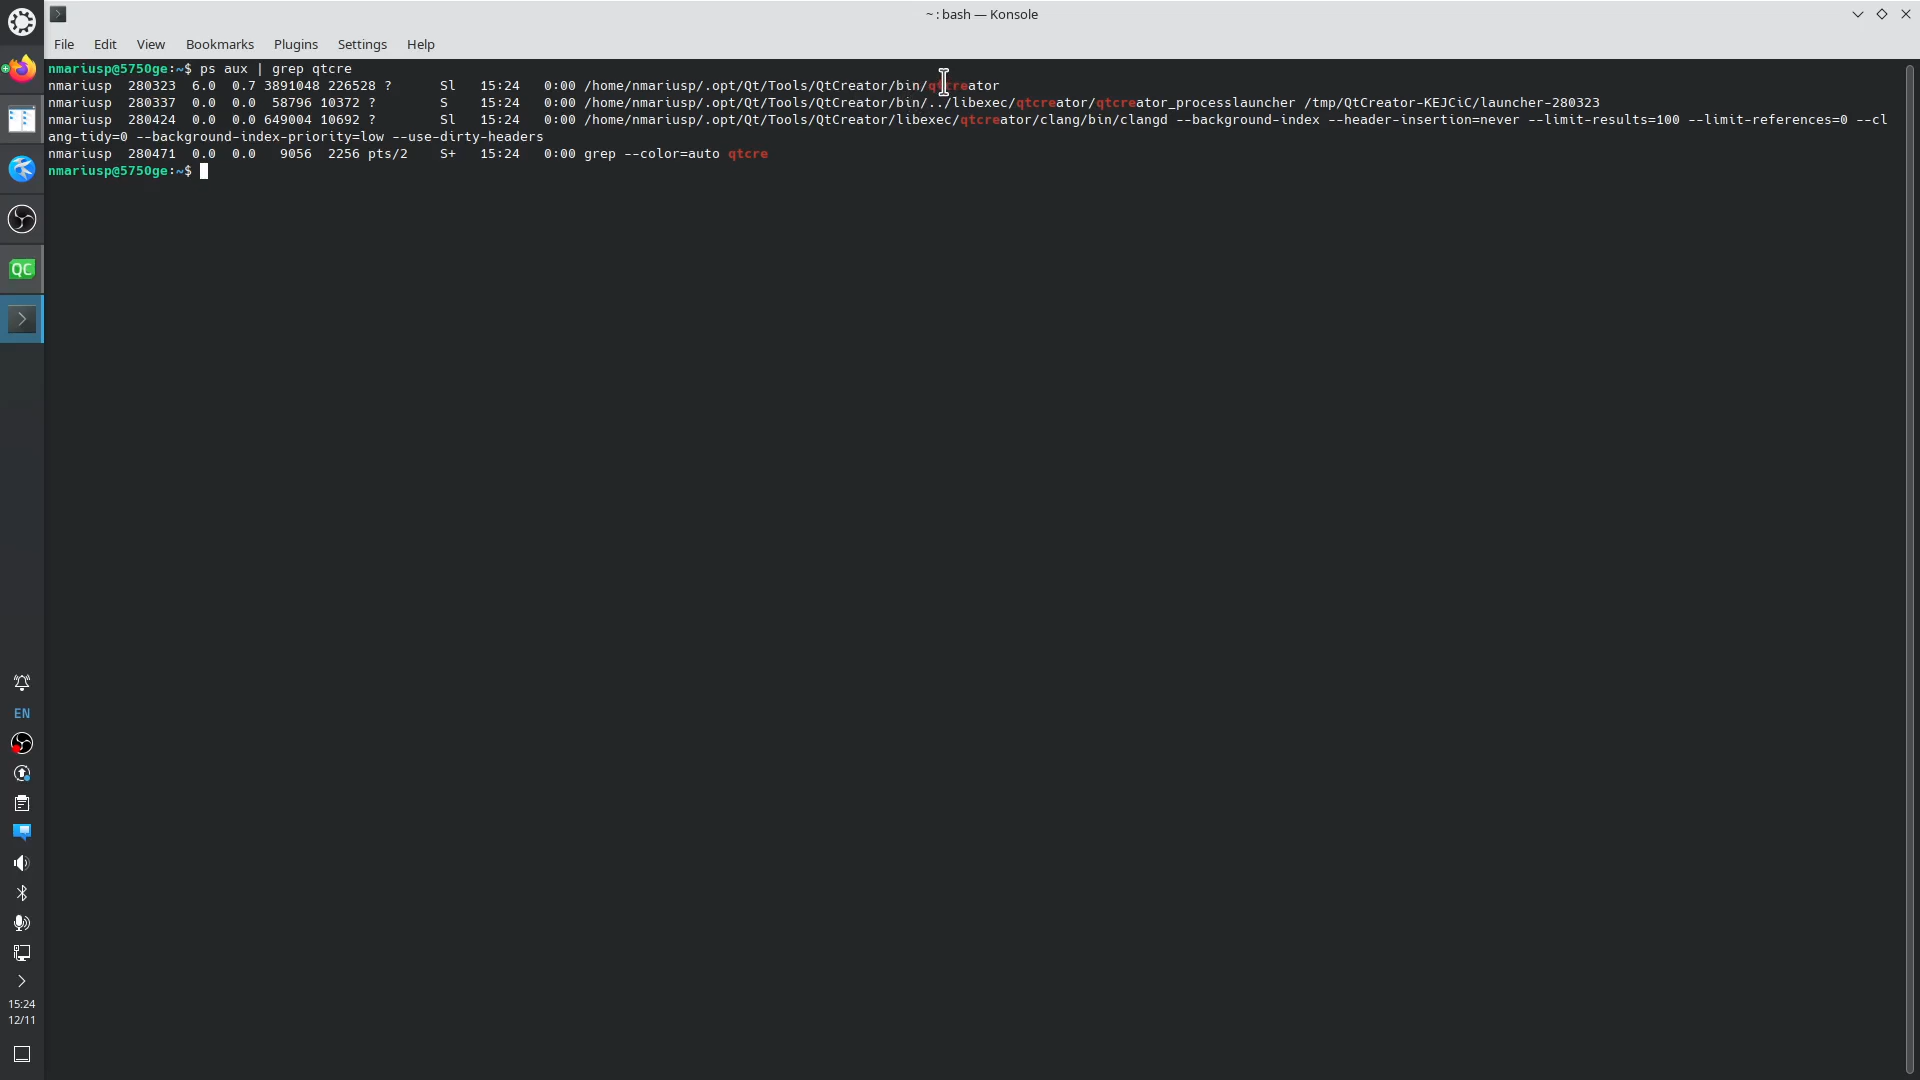 ~ : bash — Konsole
File Edit View Bookmarks Plugins Settings Help
nmariusp@5750ge:~$ ps aux | grep qtcre
nmariusp  280323  6.0  0.7 3891048 226528 ?      Sl   15:24   0:00 /home/nmariusp/.opt/Qt/Tools/QtCreator/bin/qtcreator
nmariusp  280337  0.0  0.0  58796 10372 ?        S    15:24   0:00 /home/nmariusp/.opt/Qt/Tools/QtCreator/bin/../libexec/qtcreator/qtcreator_processlauncher /tmp/QtCreator-KEJCiC/launcher-280323
nmariusp  280424  0.0  0.0 649004 10692 ?        Sl   15:24   0:00 /home/nmariusp/.opt/Qt/Tools/QtCreator/libexec/qtcreator/clang/bin/clangd --background-index --header-insertion=never --limit-results=100 --limit-references=0 --cl
ang-tidy=0 --background-index-priority=low --use-dirty-headers
nmariusp  280471  0.0  0.0   9056  2256 pts/2    S+   15:24   0:00 grep --color=auto qtcre
nmariusp@5750ge:~$
QC
EN
15:24
12/11